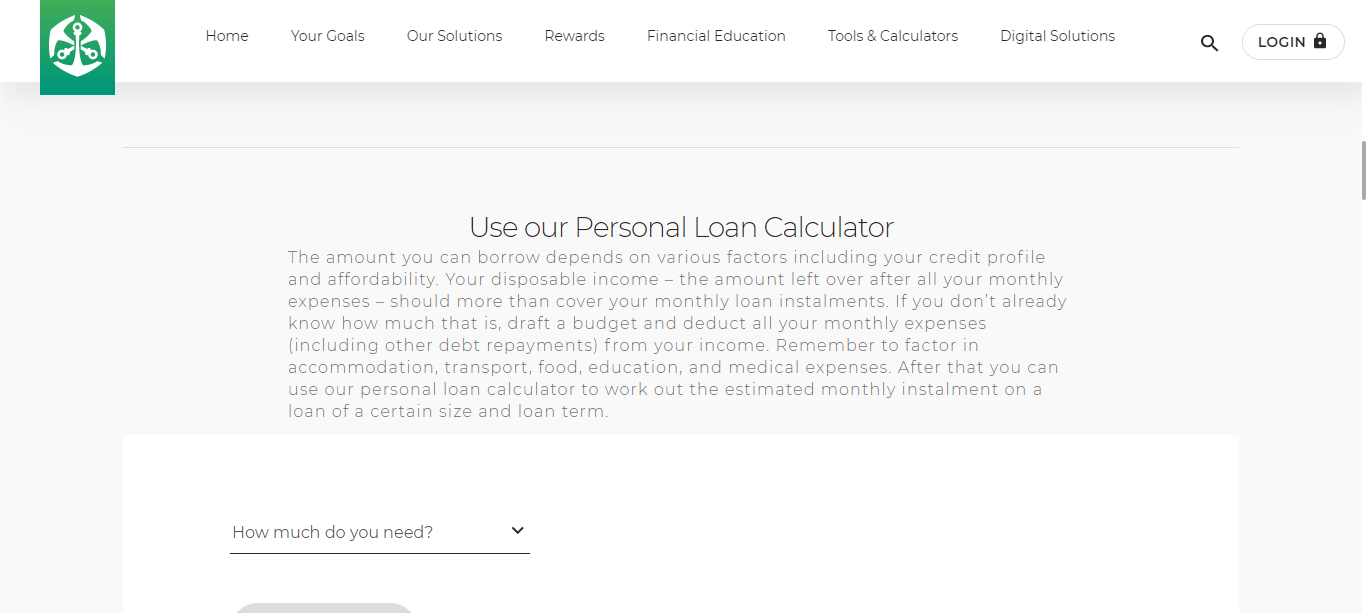 Home Your Goals Our Solutions Rewards Financial Education Tools & Calculators Digital Solutions LOGIN
Use our Personal Loan Calculator
The amount you can borrow depends on various factors including your credit profile
and affordability. Your disposable income – the amount left over after all your monthly
expenses – should more than cover your monthly loan instalments. If you don’t already
know how much that is, draft a budget and deduct all your monthly expenses
(including other debt repayments) from your income. Remember to factor in
accommodation, transport, food, education, and medical expenses. After that you can
use our personal loan calculator to work out the estimated monthly instalment on a
loan of a certain size and loan term.
How much do you need?